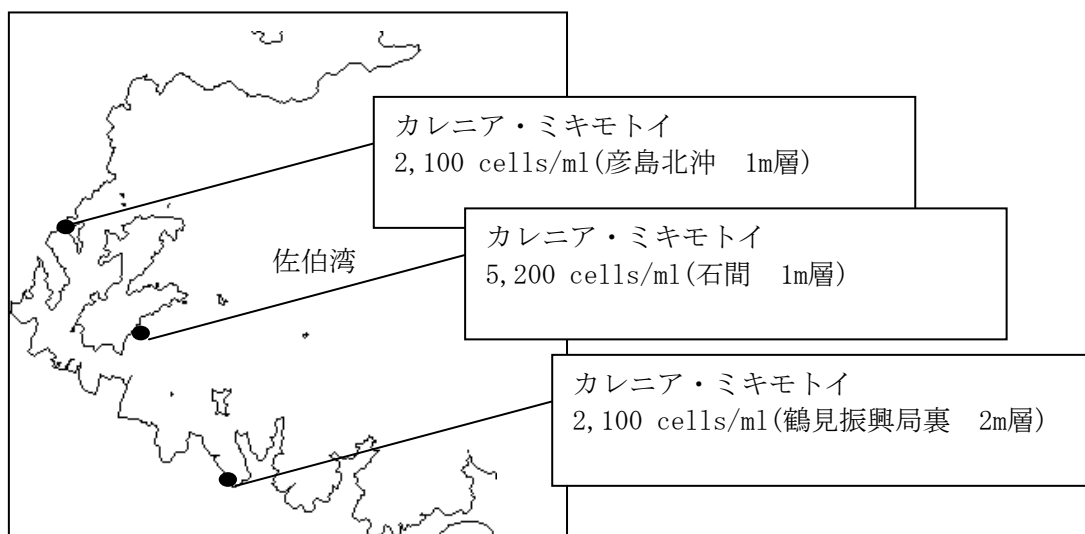 カレニア・ミキモトイ
2,100 cells/ml(彦島北沖　1m層)
カレニア・ミキモトイ
5,200 cells/ml(石間　1m層)
佐伯湾
カレニア・ミキモトイ
2,100 cells/ml(鶴見振興局裏　2m層)